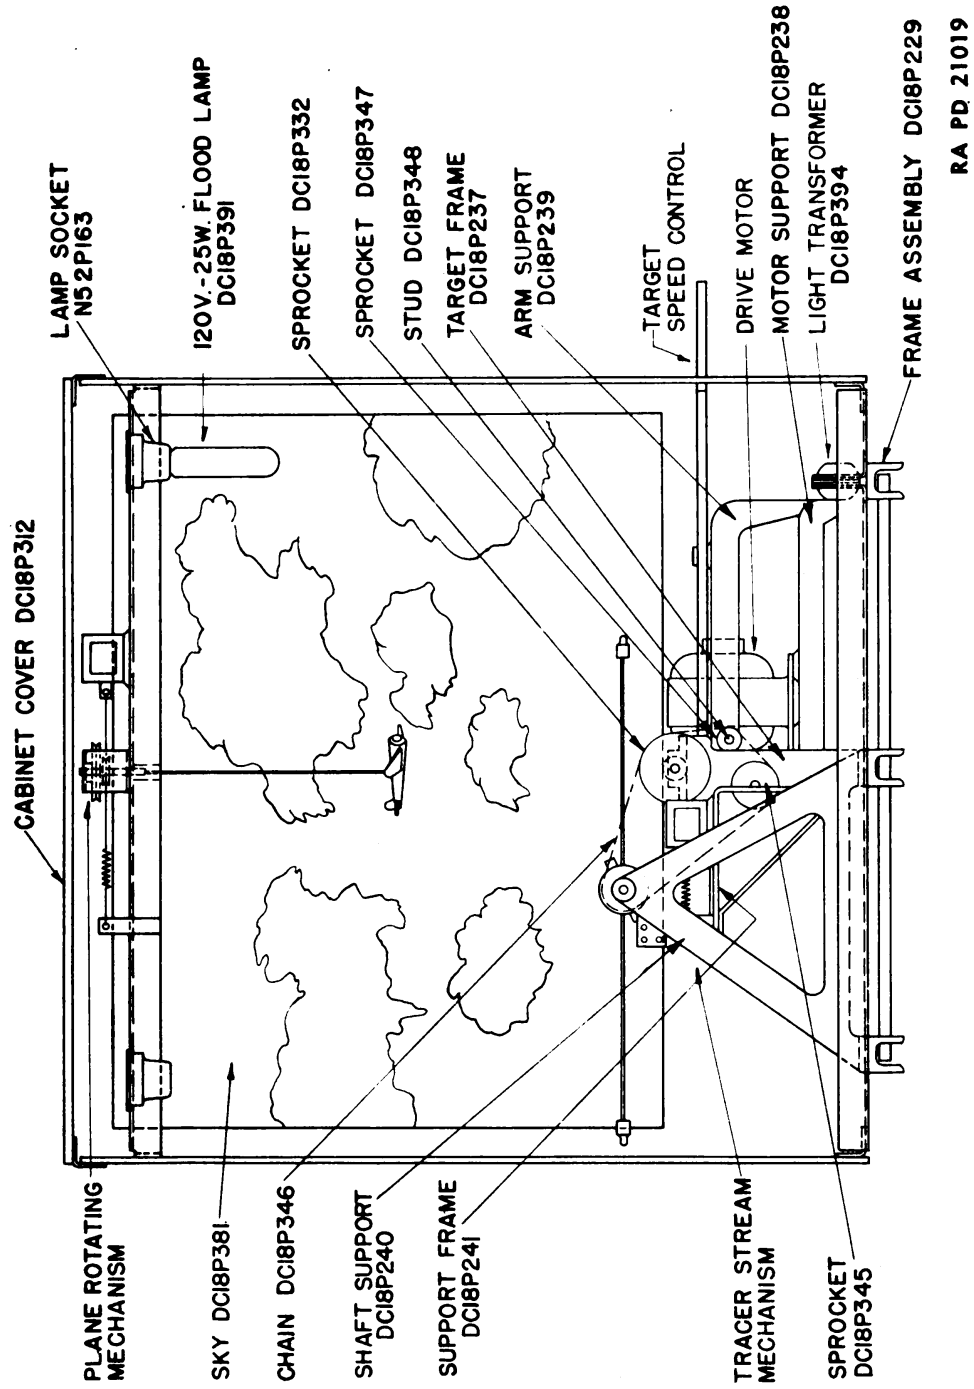 CABINET COVER DC18P312
LAMP SOCKET
N52P163
120V.-25W. FLOOD LAMP
DC18P391
SPROCKET DC18P332
SPROCKET DC18P347
STUD DC18P348
TARGET FRAME
DC18P237
ARM SUPPORT
DC18P239
TARGET
SPEED CONTROL
DRIVE MOTOR
MOTOR SUPPORT DC18P238
LIGHT TRANSFORMER
DC18P394
FRAME ASSEMBLY DC18P229
PLANE ROTATING
MECHANISM
SKY DC18P381
CHAIN DC18P346
SHAFT SUPPORT
DC18P240
SUPPORT FRAME
DC18P241
TRACER STREAM
MECHANISM
SPROCKET
DC18P345
RA PD 21019